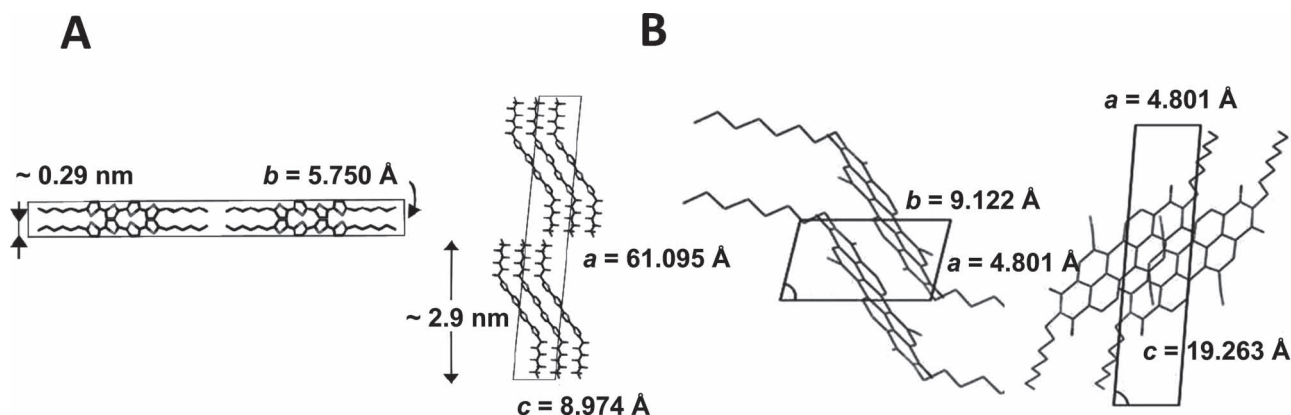 A
~ 0.29 nm
b = 5.750 Å
a = 61.095 Å
~ 2.9 nm
c = 8.974 Å
B
a = 4.801 Å
b = 9.122 Å
a = 4.801 Å
c = 19.263 Å